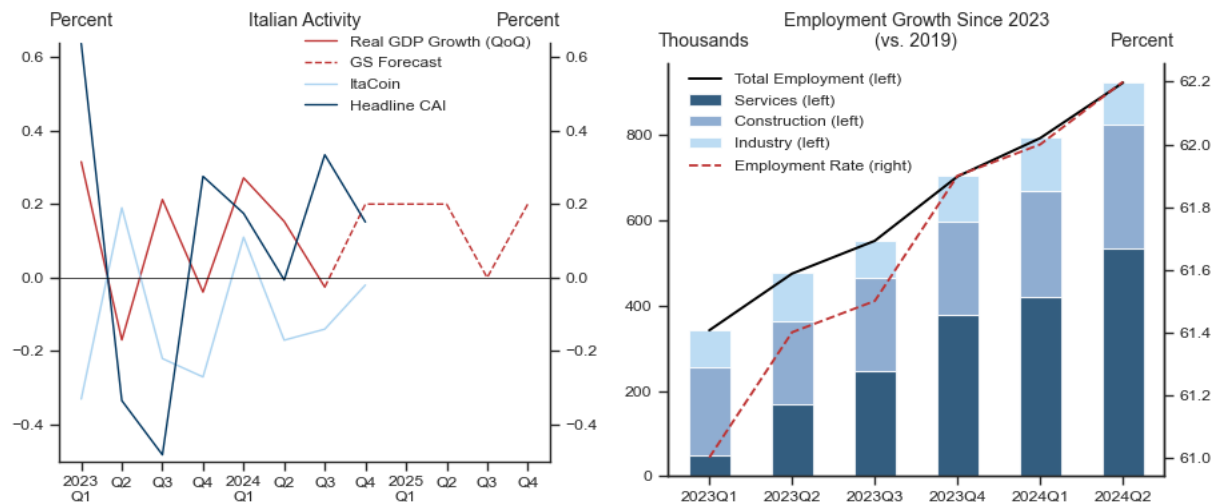 Percent
Italian Activity
Percent
Real GDP Growth (QoQ)
GS Forecast
ItaCoin
Headline CAI
0.6
0.4
0.2
0.0
−0.2
−0.4
0.6
0.4
0.2
0.0
−0.2
−0.4
2023 Q2 Q3 Q4 2024 Q2 Q3 Q4 2025 Q2 Q3 Q4
Q1 Q1 Q1
Employment Growth Since 2023
(vs. 2019)
Thousands
Percent
Total Employment (left)
Services (left)
Construction (left)
Industry (left)
Employment Rate (right)
800
600
400
200
0
62.2
62.0
61.8
61.6
61.4
61.2
61.0
2023Q1 2023Q2 2023Q3 2023Q4 2024Q1 2024Q2